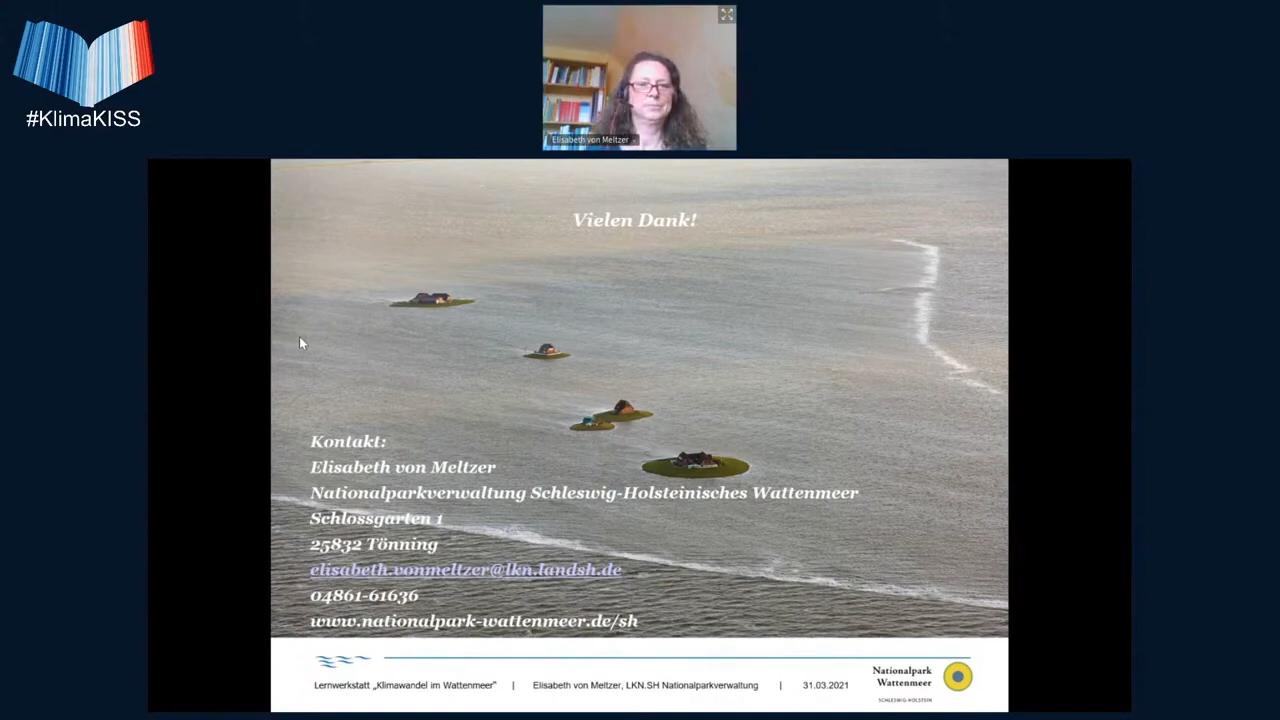 #KlimaKISS
Elisabeth von Meltzer
Vielen Dank!
Kontakt:
Elisabeth von Meltzer
Nationalparkverwaltung Schleswig-Holsteinisches Wattenmeer
Schlossgarten 1
25832 Tönning
elisabeth.vonmeltzer@lkn.landsh.de
04861-61636
www.nationalpark-wattenmeer.de/sh
Lernwerkstatt „Klimawandel im Wattenmeer“ | Elisabeth von Meltzer, LKN.SH Nationalparkverwaltung | 31.03.2021
Nationalpark
Wattenmeer
SCHLESWIG-HOLSTEIN